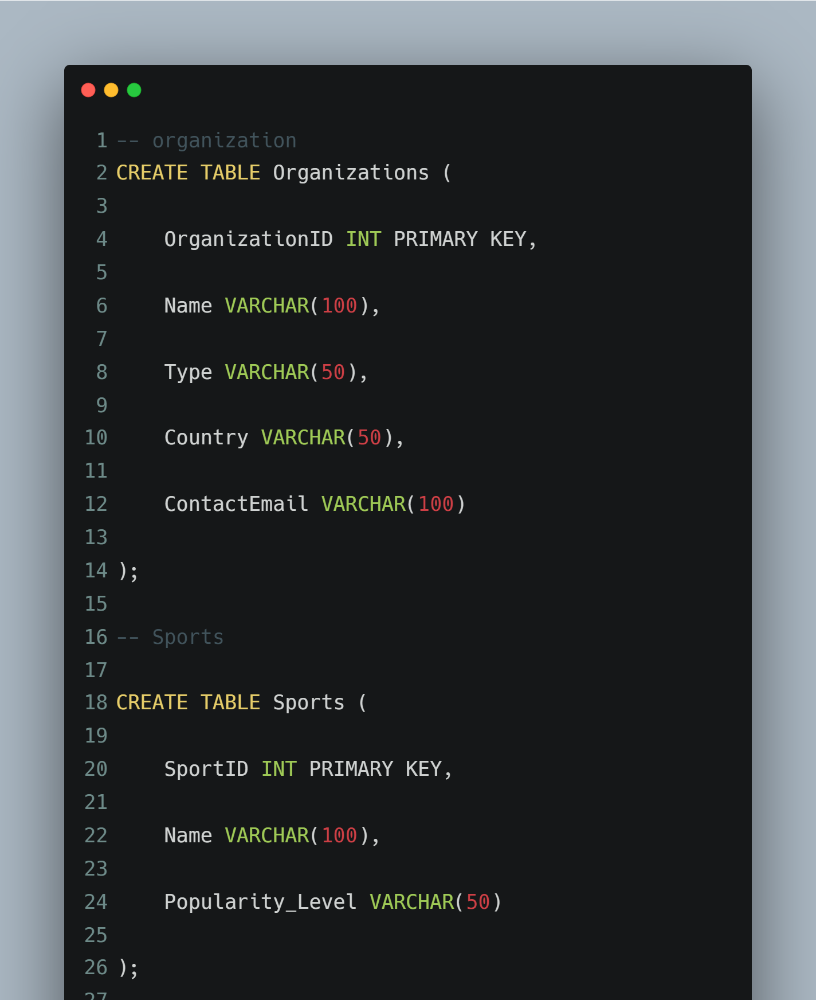 1 -- organization
2 CREATE TABLE Organizations (
3
4     OrganizationID INT PRIMARY KEY,
5
6     Name VARCHAR(100),
7
8     Type VARCHAR(50),
9
10     Country VARCHAR(50),
11
12     ContactEmail VARCHAR(100)
13
14 );
15
16 -- Sports
17
18 CREATE TABLE Sports (
19
20     SportID INT PRIMARY KEY,
21
22     Name VARCHAR(100),
23
24     Popularity_Level VARCHAR(50)
25
26 );
27